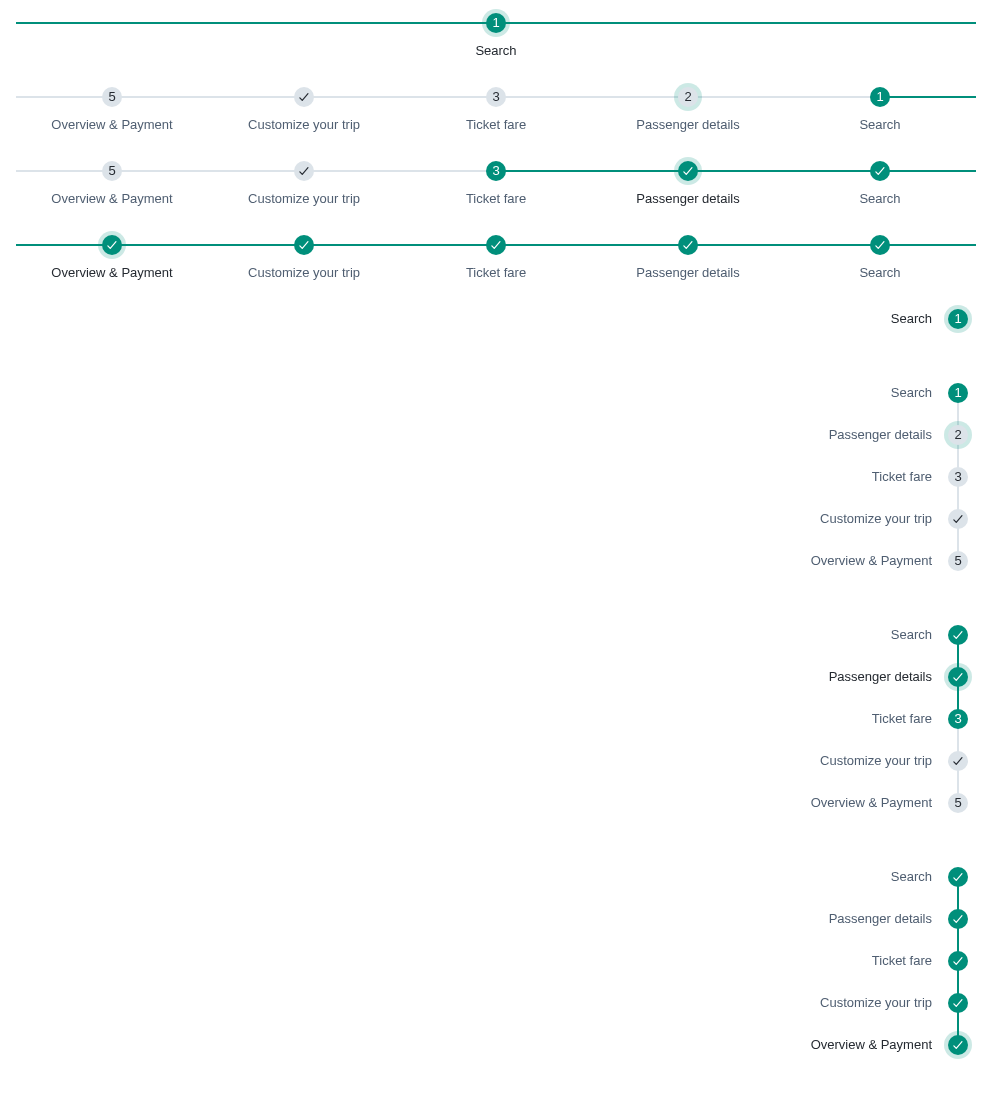 1
Search
5 3 2 1
Overview & Payment Customize your trip Ticket fare Passenger details Search
5 3
Overview & Payment Customize your trip Ticket fare Passenger details Search
Overview & Payment Customize your trip Ticket fare Passenger details Search
Search 1
Search 1
Passenger details 2
Ticket fare 3
Customize your trip
Overview & Payment 5
Search
Passenger details
Ticket fare 3
Customize your trip
Overview & Payment 5
Search
Passenger details
Ticket fare
Customize your trip
Overview & Payment